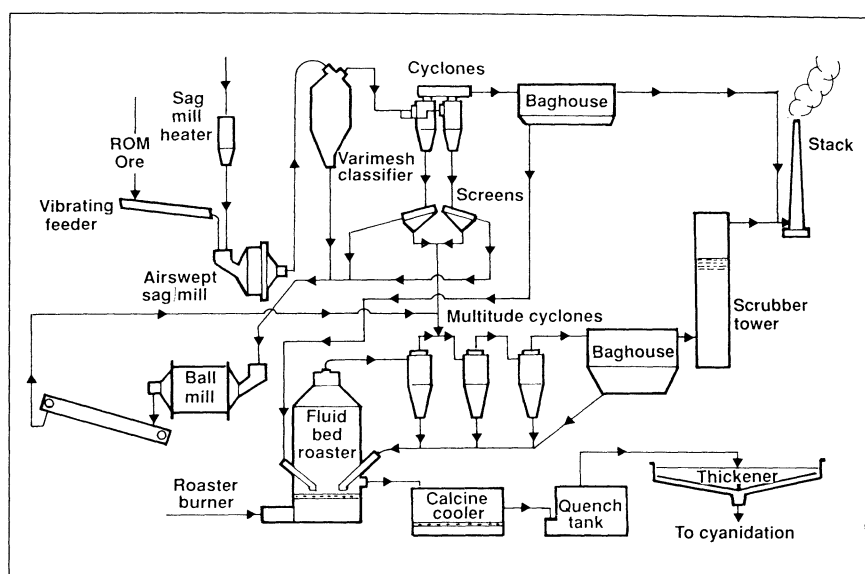 Sag
mill
heater
ROM
Ore
Vibrating
feeder
Airswept
sag mill
Varimesh
classifier
Cyclones
Baghouse
Stack
Screens
Multitude cyclones
Baghouse
Scrubber
tower
Ball
mill
Fluid
bed
roaster
Roaster
burner
Calcine
cooler
Quench
tank
Thickener
To cyanidation